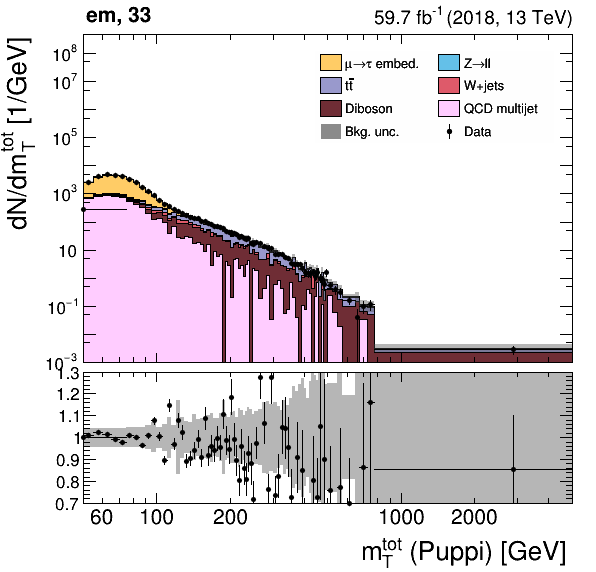 em, 33
59.7 fb⁻¹ (2018, 13 TeV)
dN/dm_T^tot [1/GeV]
10⁸
10⁷
10⁵
10³
10
10⁻¹
10⁻³
μ→τ embed.
Z→ll
tt̄
W+jets
Diboson
QCD multijet
Bkg. unc.
Data
1.3
1.2
1.1
1.0
0.9
0.8
0.7
60
100
200
1000
2000
m_T^tot (Puppi) [GeV]